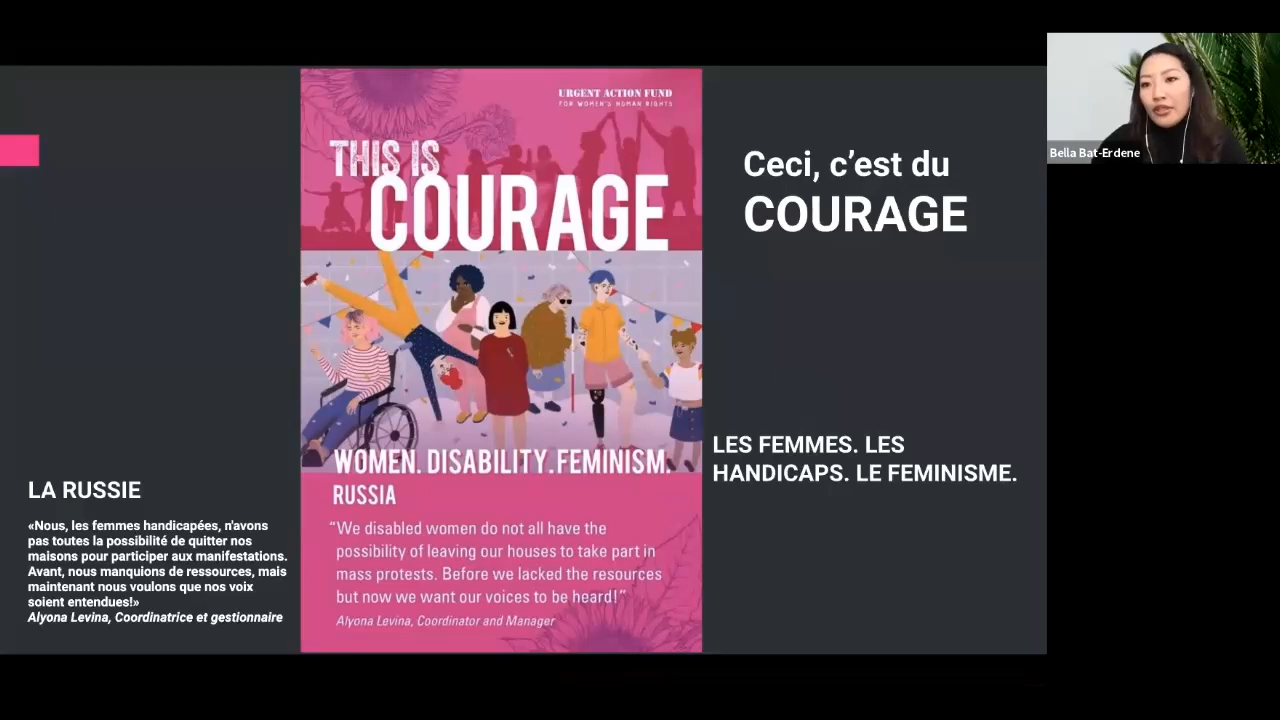 URGENT ACTION FUND
FOR WOMEN'S HUMAN RIGHTS
THIS IS
COURAGE
WOMEN. DISABILITY. FEMINISM.
RUSSIA
"We disabled women do not all have the
possibility of leaving our houses to take part in
mass protests. Before we lacked the resources
but now we want our voices to be heard!"
Alyona Levina, Coordinator and Manager
Ceci, c'est du
COURAGE
LES FEMMES. LES
HANDICAPS. LE FEMINISME.
LA RUSSIE
«Nous, les femmes handicapées, n'avons
pas toutes la possibilité de quitter nos
maisons pour participer aux manifestations.
Avant, nous manquions de ressources, mais
maintenant nous voulons que nos voix
soient entendues!»
Alyona Levina, Coordinatrice et gestionnaire
Bella Bat-Erdene